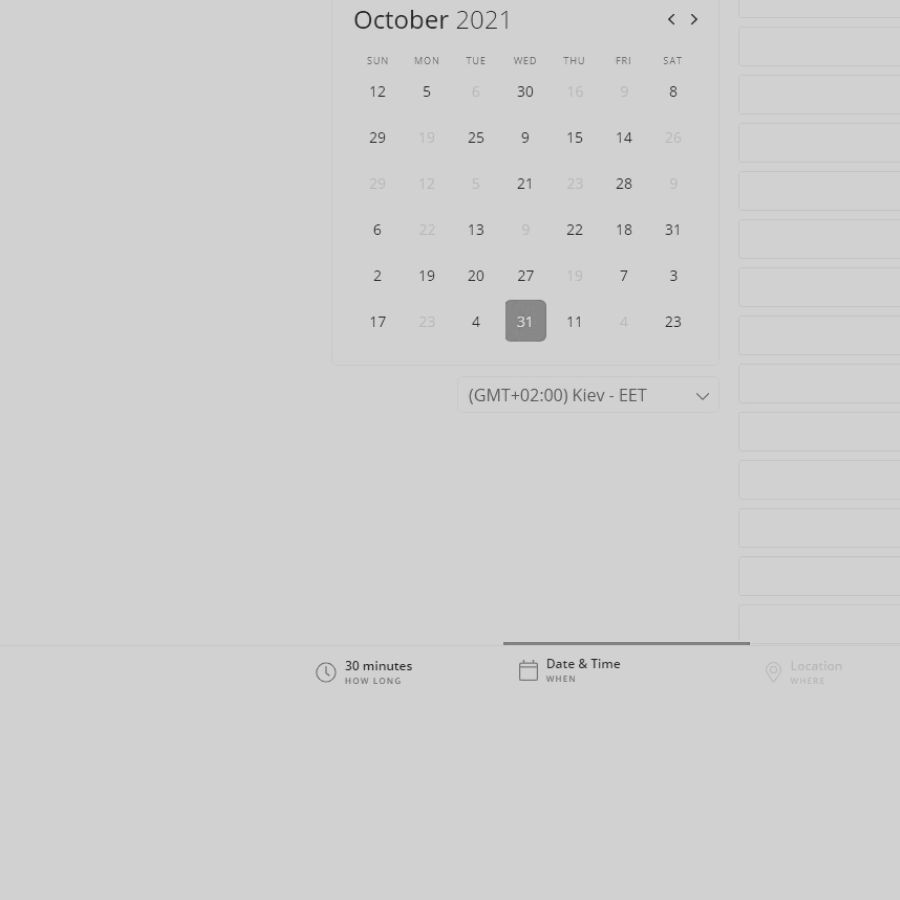 October 2021
SUN MON TUE WED THU FRI SAT
12 5 6 30 16 9 8
29 19 25 9 15 14 26
29 12 5 21 23 28 9
6 22 13 9 22 18 31
2 19 20 27 19 7 3
17 23 4 31 11 4 23
(GMT+02:00) Kiev - EET
30 minutes
HOW LONG
Date & Time
WHEN
Location
WHERE